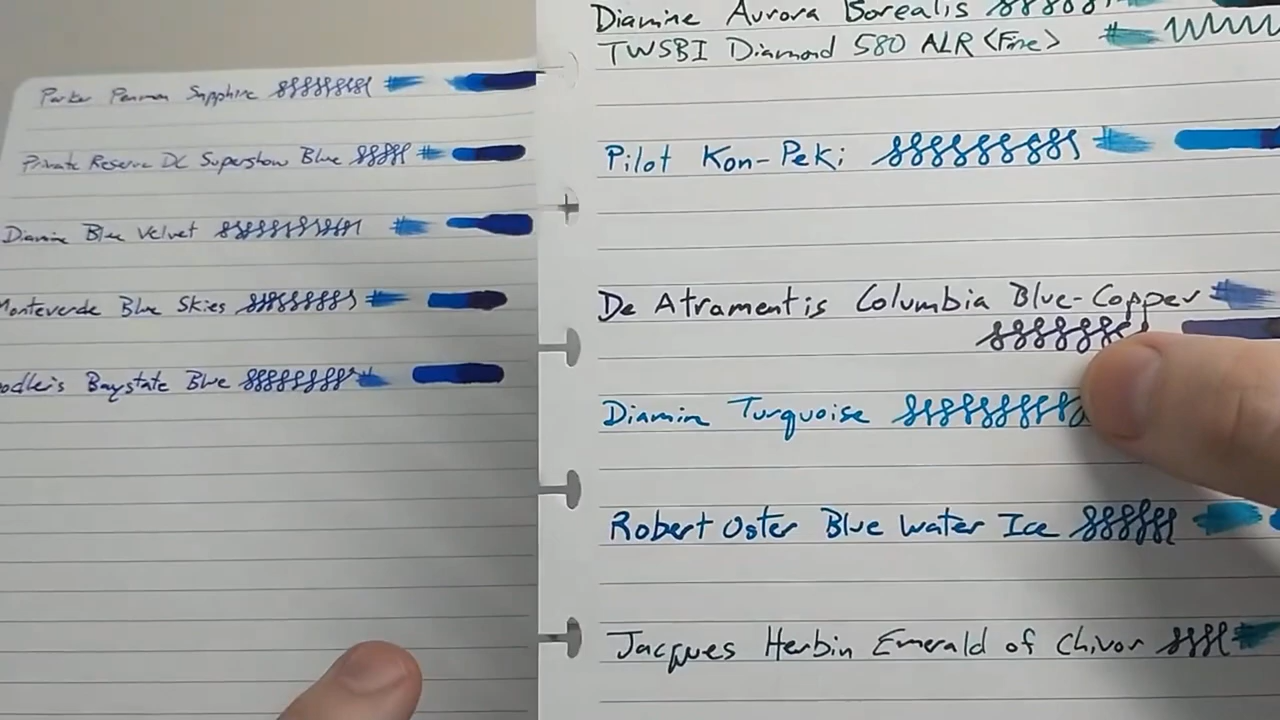 Parker Penman Sapphire
Private Reserve DC Supershow Blue
Diamine Blue Velvet
Monteverde Blue Skies
oodler's Baystate Blue
Diamine Aurora Borealis
TWSBI Diamond 580 ALR <Fine>
Pilot Kon-Peki
De Atramentis Columbia Blue-Copper
Diamin Turquoise
Robert Oster Blue Water Ice
Jacques Herbin Emerald of Chivor